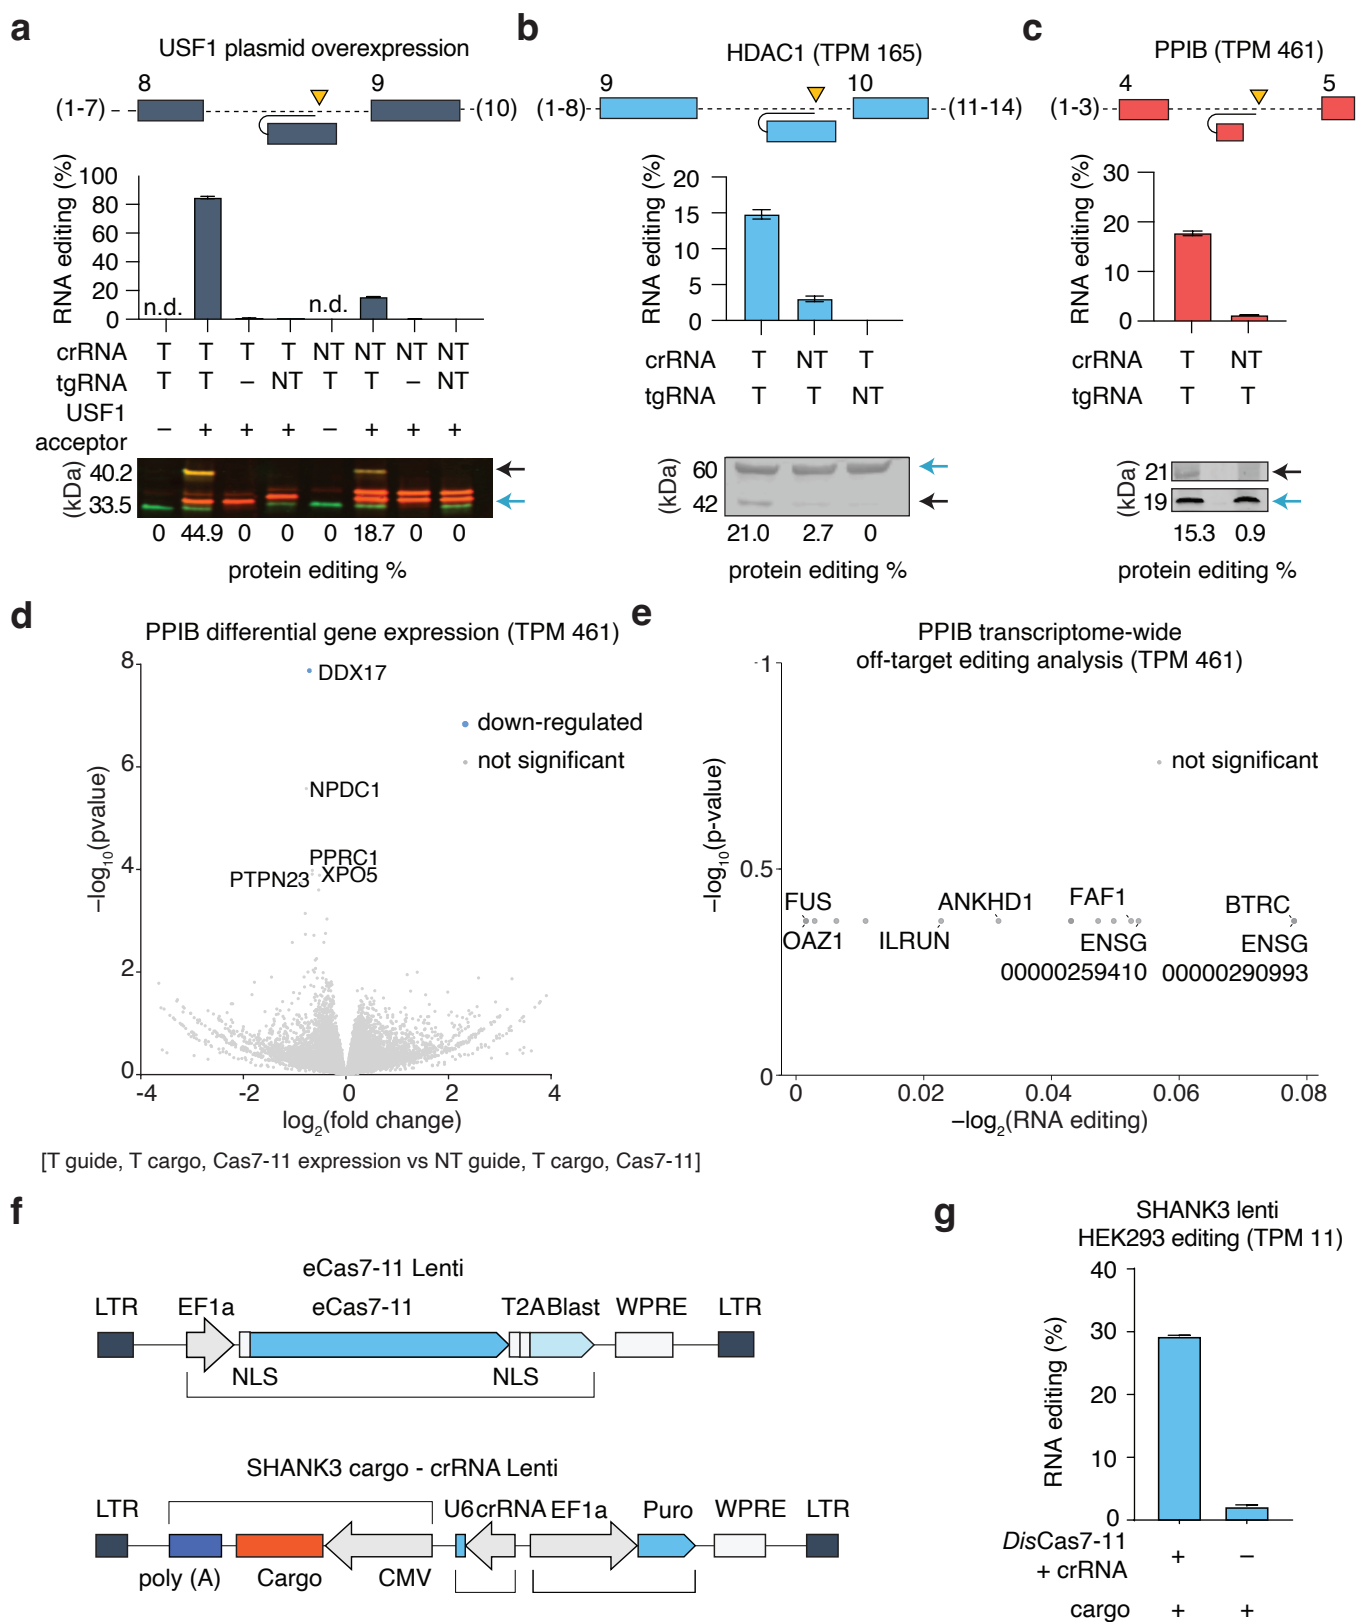 a
USF1 plasmid overexpression
8
9
(1-7)
(10)
RNA editing (%)
100
80
60
40
20
0
n.d.
n.d.
crRNA T T T T NT NT NT NT
tgRNA T T – NT T T – NT
USF1
acceptor – + + + – + + +
(kDa)
40.2
33.5
0 44.9 0 0 0 18.7 0 0
protein editing %
b
HDAC1 (TPM 165)
9
10
(1-8)
(11-14)
RNA editing (%)
20
15
10
5
0
crRNA T NT T
tgRNA T T NT
(kDa)
60
42
21.0 2.7 0
protein editing %
c
PPIB (TPM 461)
4
5
(1-3)
RNA editing (%)
30
20
10
0
crRNA T NT
tgRNA T T
(kDa)
21
19
15.3 0.9
protein editing %
d
PPIB differential gene expression (TPM 461)
–log10(pvalue)
8
6
4
2
0
DDX17
down-regulated
not significant
NPDC1
PPRC1
PTPN23 XPO5
-4 -2 0 2 4
log2(fold change)
[T guide, T cargo, Cas7-11 expression vs NT guide, T cargo, Cas7-11]
e
PPIB transcriptome-wide
off-target editing analysis (TPM 461)
–log10(p-value)
1
0.5
0
not significant
FUS
ANKHD1
FAF1
BTRC
OAZ1
ILRUN
ENSG
00000259410
ENSG
00000290993
0 0.02 0.04 0.06 0.08
–log2(RNA editing)
f
eCas7-11 Lenti
LTR EF1a eCas7-11 T2ABlast WPRE LTR
NLS NLS
SHANK3 cargo - crRNA Lenti
LTR U6crRNA EF1a Puro WPRE LTR
poly (A) Cargo CMV
g
SHANK3 lenti
HEK293 editing (TPM 11)
RNA editing (%)
40
30
20
10
0
DisCas7-11
+ crRNA + –
cargo + +